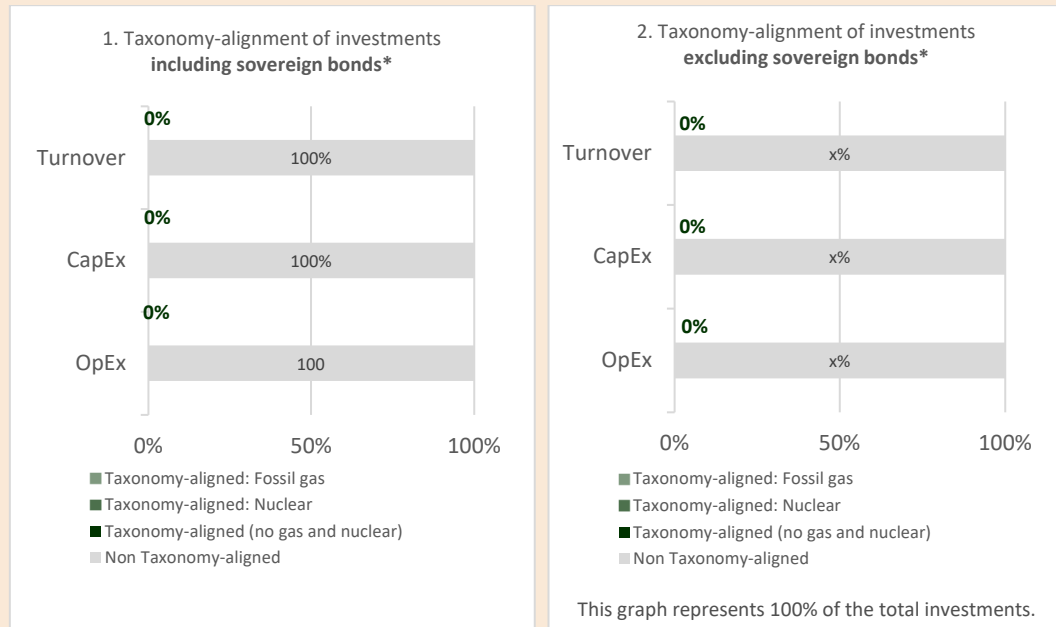 1. Taxonomy-alignment of investments
including sovereign bonds*
0%
Turnover
100%
0%
CapEx
100%
0%
OpEx
100
0%
50%
100%
Taxonomy-aligned: Fossil gas
Taxonomy-aligned: Nuclear
Taxonomy-aligned (no gas and nuclear)
Non Taxonomy-aligned
2. Taxonomy-alignment of investments
excluding sovereign bonds*
0%
Turnover
x%
0%
CapEx
x%
0%
OpEx
x%
0%
50%
100%
Taxonomy-aligned: Fossil gas
Taxonomy-aligned: Nuclear
Taxonomy-aligned (no gas and nuclear)
Non Taxonomy-aligned
This graph represents 100% of the total investments.